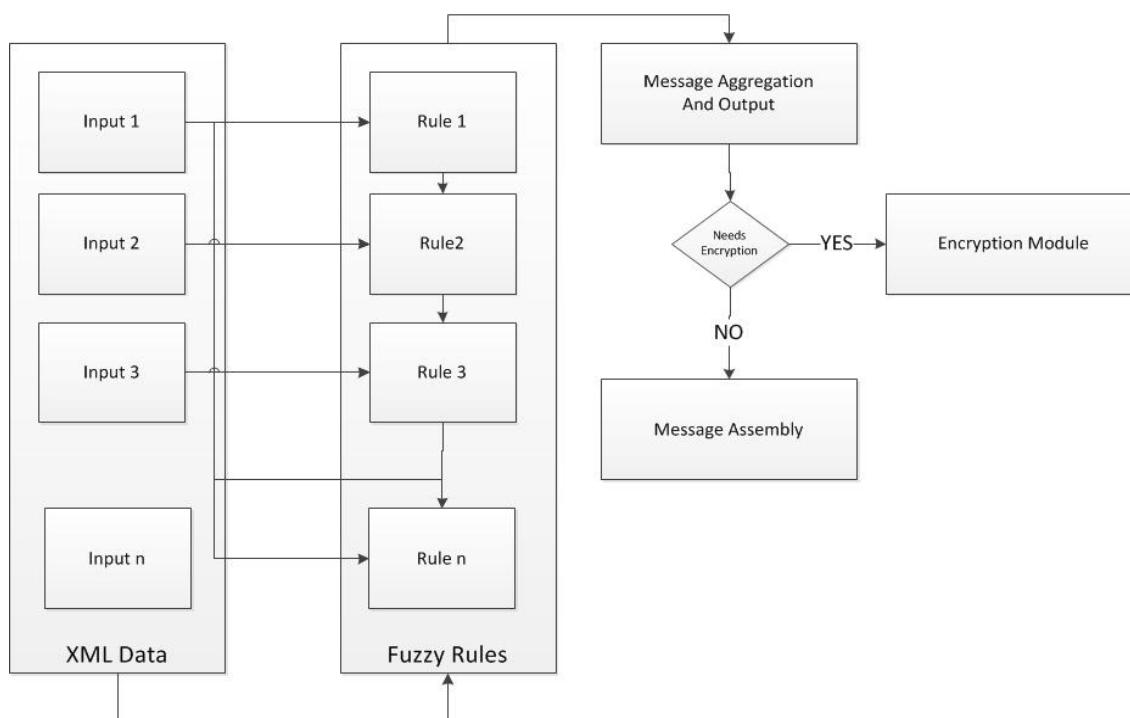 Input 1
Input 2
Input 3
Input n
XML Data
Rule 1
Rule2
Rule 3
Rule n
Fuzzy Rules
Message Aggregation
And Output
Needs
Encryption
YES
Encryption Module
NO
Message Assembly